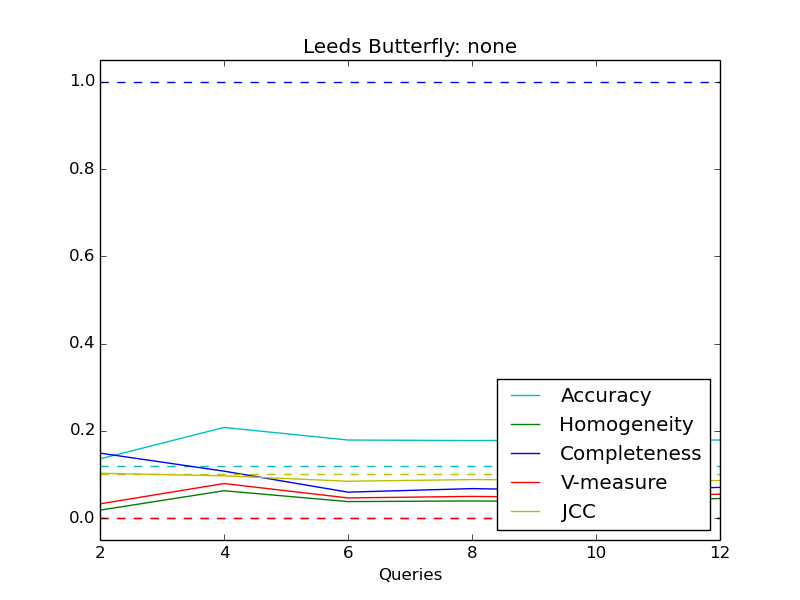 Leeds Butterfly: none
1.0
0.8
0.6
0.4
0.2
0.0
Accuracy
Homogeneity
Completeness
V-measure
JCC
2 4 6 8 10 12
Queries